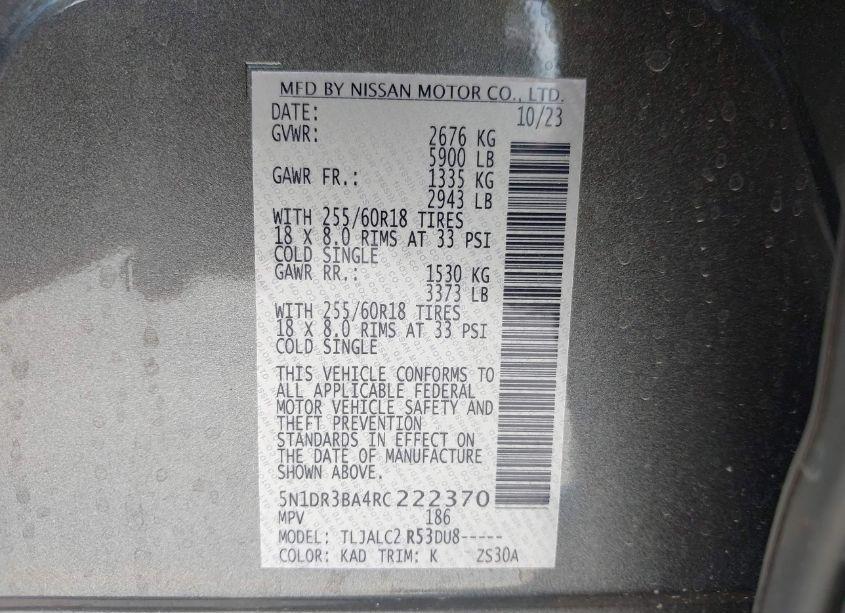 MFD BY NISSAN MOTOR CO., LTD.
DATE: 10/23
GVWR: 2676 KG
5900 LB
GAWR FR.: 1335 KG
2943 LB
WITH 255/60R18 TIRES
18 X 8.0 RIMS AT 33 PSI
COLD SINGLE
GAWR RR.: 1530 KG
3373 LB
WITH 255/60R18 TIRES
18 X 8.0 RIMS AT 33 PSI
COLD SINGLE
THIS VEHICLE CONFORMS TO
ALL APPLICABLE FEDERAL
MOTOR VEHICLE SAFETY AND
THEFT PREVENTION
STANDARDS IN EFFECT ON
THE DATE OF MANUFACTURE
SHOWN ABOVE.
5N1DR3BA4RC222370
MPV 186
MODEL: TLJALC2 R53DU8-----
COLOR: KAD TRIM: K ZS30A